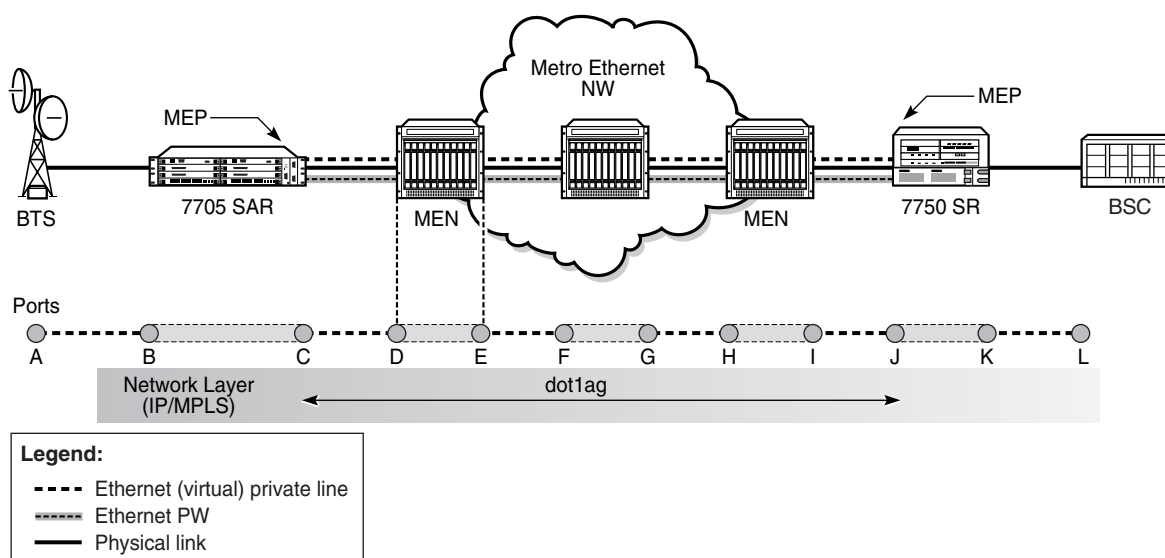 Metro Ethernet
NW
MEP
MEP
BTS
7705 SAR
MEN
MEN
7750 SR
BSC
Ports
A B C D E F G H I J K L
Network Layer
(IP/MPLS)
dot1ag
Legend:
Ethernet (virtual) private line
Ethernet PW
Physical link